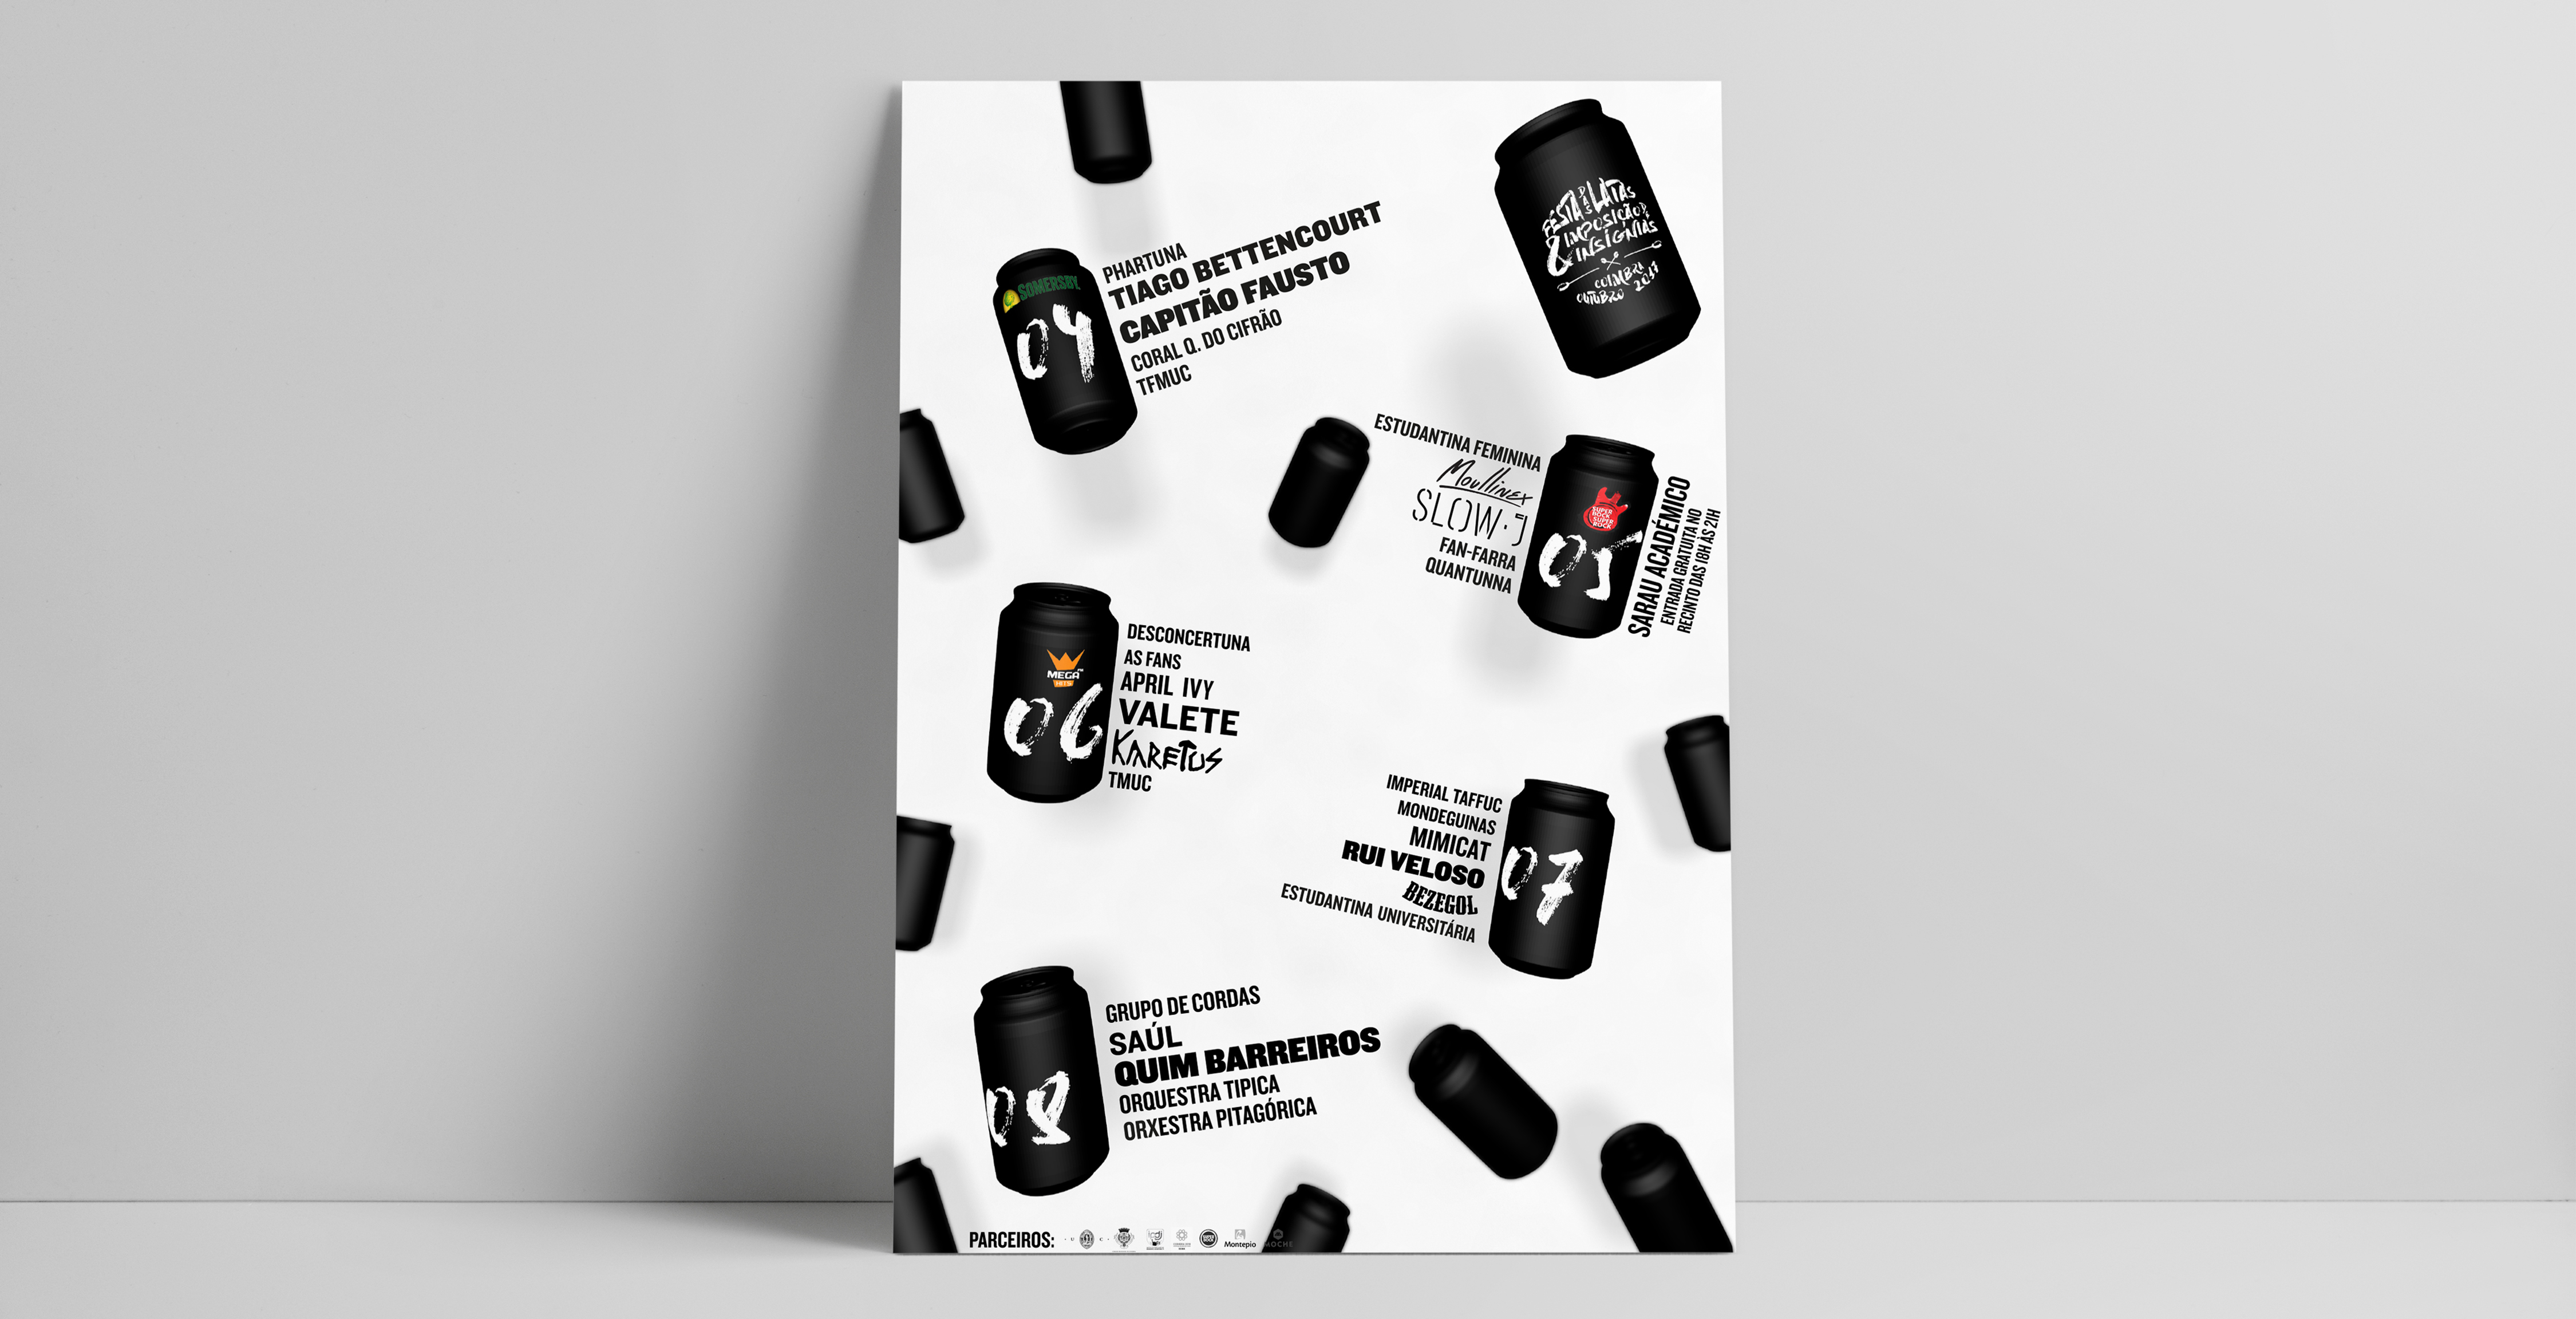 FESTA DAS LATAS
& IMPOSIÇÃO DE
INSÍGNIAS
COIMBRA
OUTUBRO 2017
SOMERSBY
04
PHARTUNA
TIAGO BETTENCOURT
CAPITÃO FAUSTO
CORAL Q. DO CIFRÃO
TFMUC
ESTUDANTINA FEMININA
Moullinex
SLOW·J
FAN-FARRA
QUANTUNNA
SUPER
ROCK
SUPER
ROCK
05
SARAU ACADÉMICO
ENTRADA GRATUITA NO
RECINTO DAS 18H ÀS 21H
MEGA
HITS
06
DESCONCERTUNA
AS FANS
APRIL IVY
VALETE
KARETUS
TMUC
IMPERIAL TAFFUC
MONDEGUINAS
MIMICAT
RUI VELOSO
BEZEGOL
ESTUDANTINA UNIVERSITÁRIA
07
08
GRUPO DE CORDAS
SAÚL
QUIM BARREIROS
ORQUESTRA TIPICA
ORXESTRA PITAGÓRICA
PARCEIROS:
Montepio
MOCHE